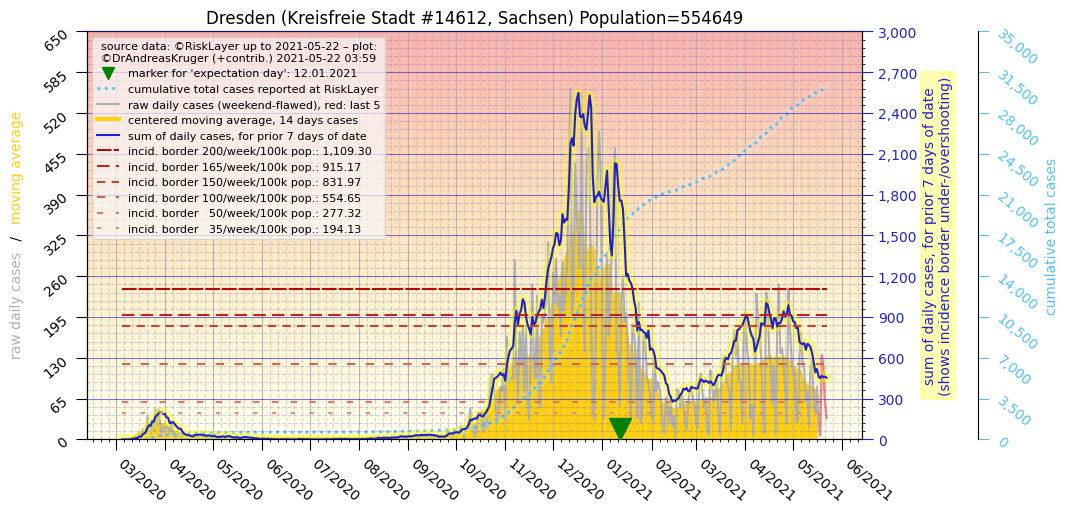 Dresden (Kreisfreie Stadt #14612, Sachsen) Population=554649
source data: ©RiskLayer up to 2021-05-22 – plot:
©DrAndreasKruger (+contrib.) 2021-05-22 03:59
marker for 'expectation day': 12.01.2021
cumulative total cases reported at RiskLayer
raw daily cases (weekend-flawed), red: last 5
centered moving average, 14 days cases
sum of daily cases, for prior 7 days of date
incid. border 200/week/100k pop.: 1,109.30
incid. border 165/week/100k pop.: 915.17
incid. border 150/week/100k pop.: 831.97
incid. border 100/week/100k pop.: 554.65
incid. border   50/week/100k pop.: 277.32
incid. border   35/week/100k pop.: 194.13
raw daily cases / moving average
650
585
520
455
390
325
260
195
130
65
0
03/2020
04/2020
05/2020
06/2020
07/2020
08/2020
09/2020
10/2020
11/2020
12/2020
01/2021
02/2021
03/2021
04/2021
05/2021
06/2021
3,000
2,700
2,400
2,100
1,800
1,500
1,200
900
600
300
0
sum of daily cases, for prior 7 days of date
(shows incidence border under-/overshooting)
35,000
31,500
28,000
24,500
21,000
17,500
14,000
10,500
7,000
3,500
0
cumulative total cases